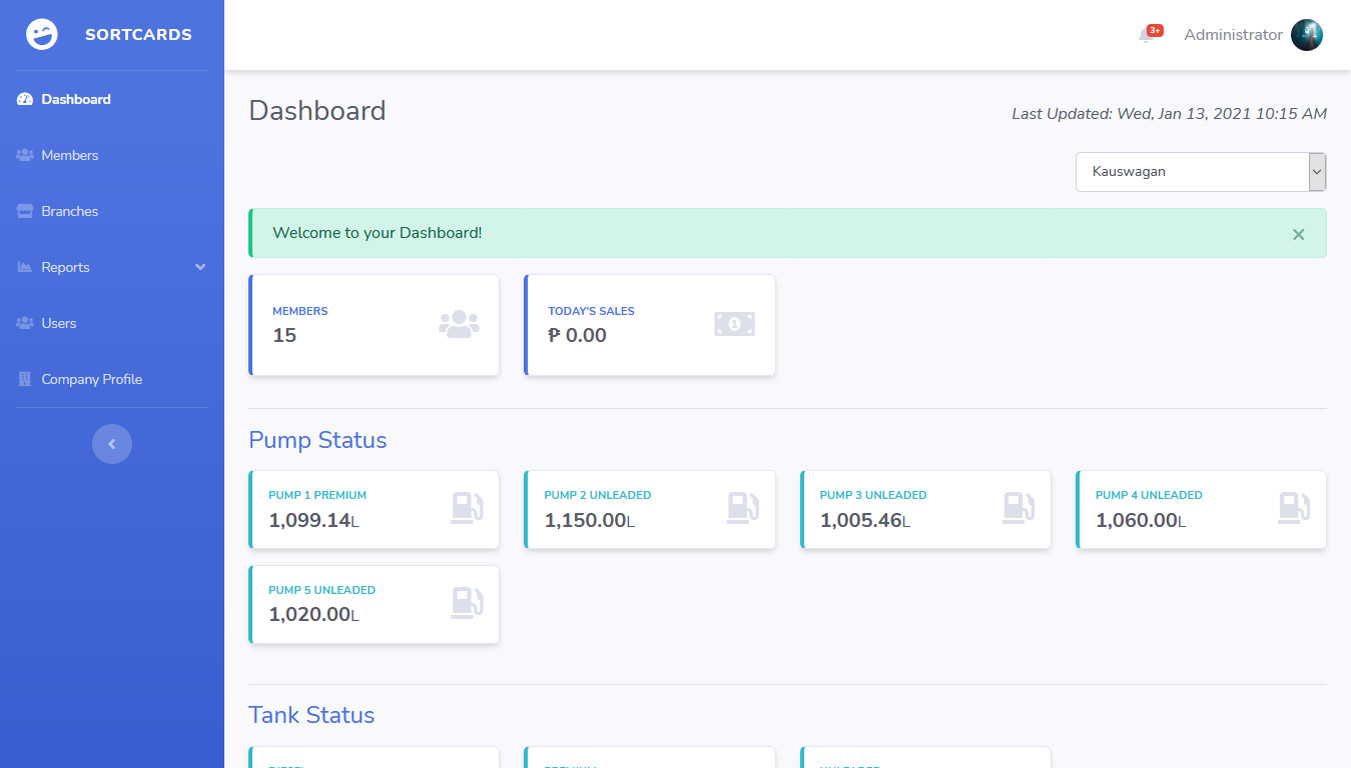 SORTCARDS
Dashboard
Members
Branches
Reports
Users
Company Profile
3+
Administrator
Dashboard
Last Updated: Wed, Jan 13, 2021 10:15 AM
Kauswagan
Welcome to your Dashboard!
×
MEMBERS
15
TODAY'S SALES
₱ 0.00
1
Pump Status
PUMP 1 PREMIUM
1,099.14L
PUMP 2 UNLEADED
1,150.00L
PUMP 3 UNLEADED
1,005.46L
PUMP 4 UNLEADED
1,060.00L
PUMP 5 UNLEADED
1,020.00L
Tank Status